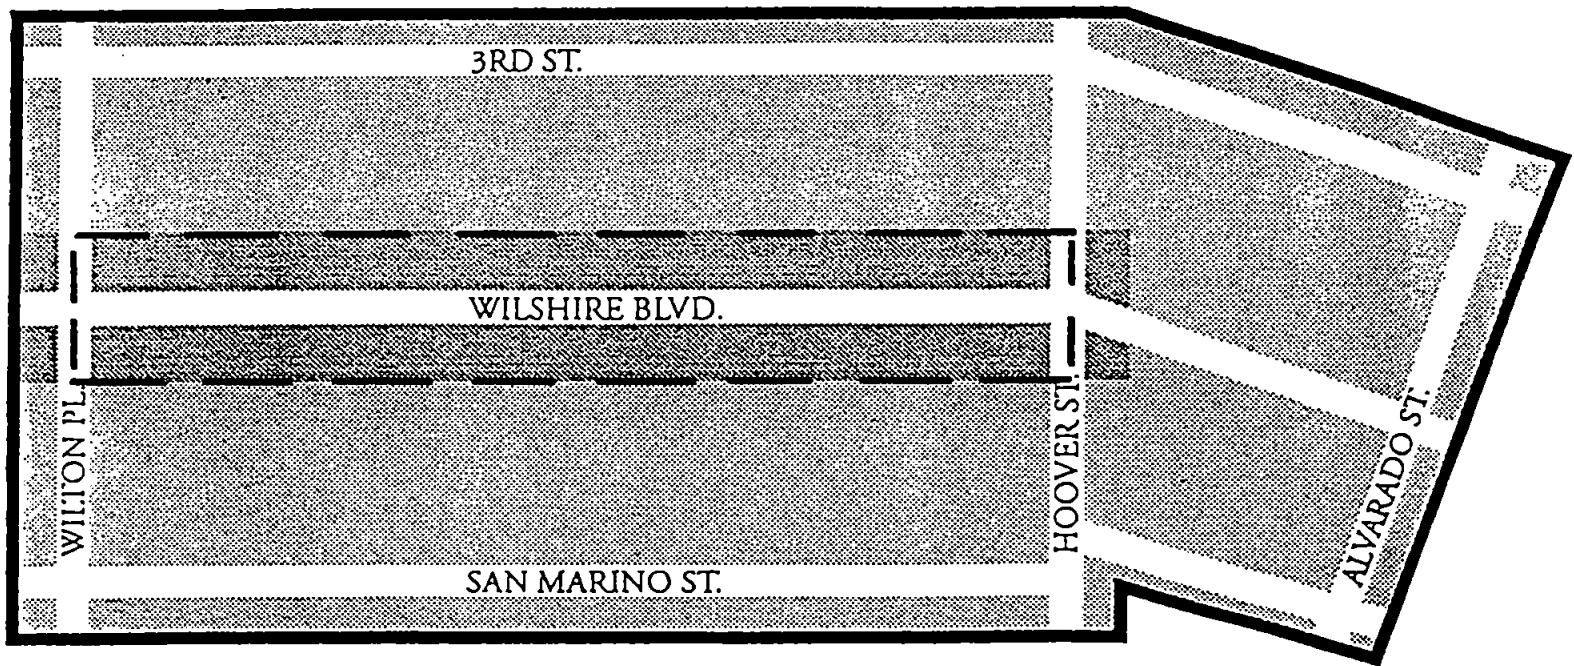 3RD ST.
WILSHIRE BLVD.
WILTON PL.
HOOVER ST.
ALVARADO ST.
SAN MARINO ST.